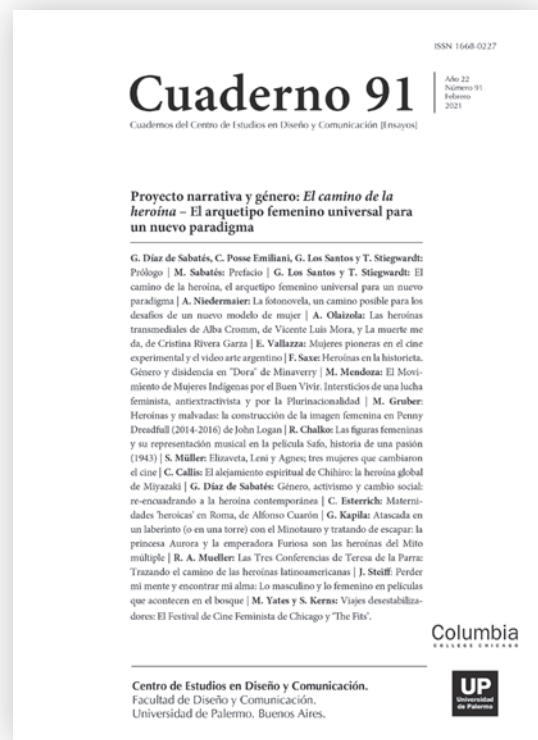 ISSN 1668-0227
Cuaderno 91
Año 22
Número 91
Febrero
2021
Cuadernos del Centro de Estudios en Diseño y Comunicación [Ensayos]
Proyecto narrativa y género: El camino de la
heroína – El arquetipo femenino universal para
un nuevo paradigma
G. Díaz de Sabatés, C. Posse Emiliani, G. Los Santos y T. Stiegwardt:
Prólogo | M. Sabatés: Prefacio | G. Los Santos y T. Stiegwardt: El
camino de la heroína, el arquetipo femenino universal para un nuevo
paradigma | A. Niedermaier: La fotonovela, un camino posible para los
desafíos de un nuevo modelo de mujer | A. Olaizola: Las heroínas
transmediales de Alba Cromm, de Vicente Luis Mora, y La muerte me
da, de Cristina Rivera Garza | E. Vallazza: Mujeres pioneras en el cine
experimental y el video arte argentino | F. Saxe: Heroínas en la historieta.
Género y disidencia en "Dora" de Minaverry | M. Mendoza: El Movi-
miento de Mujeres Indígenas por el Buen Vivir. Intersticios de una lucha
feminista, antiextractivista y por la Plurinacionalidad | M. Gruber:
Heroínas y malvadas: la construcción de la imagen femenina en Penny
Dreadfull (2014-2016) de John Logan | R. Chalko: Las figuras femeninas
y su representación musical en la película Safo, historia de una pasión
(1943) | S. Müller: Elizaveta, Leni y Agnes; tres mujeres que cambiaron
el cine | C. Callis: El alejamiento espiritual de Chihiro: la heroína global
de Miyazaki | G. Díaz de Sabatés: Género, activismo y cambio social:
re-encuadrando a la heroína contemporánea | C. Esterrich: Materni-
dades 'heroicas' en Roma, de Alfonso Cuarón | G. Kapila: Atascada en
un laberinto (o en una torre) con el Minotauro y tratando de escapar: la
princesa Aurora y la emperadora Furiosa son las heroínas del Mito
múltiple | R. A. Mueller: Las Tres Conferencias de Teresa de la Parra:
Trazando el camino de las heroínas latinoamericanas | J. Steiff: Perder
mi mente y encontrar mi alma: Lo masculino y lo femenino en películas
que acontecen en el bosque | M. Yates y S. Kerns: Viajes desestabiliza-
dores: El Festival de Cine Feminista de Chicago y 'The Fits'.
Columbia
COLLEGE CHICAGO
Centro de Estudios en Diseño y Comunicación.
Facultad de Diseño y Comunicación.
Universidad de Palermo. Buenos Aires.
UP
Universidad
de Palermo